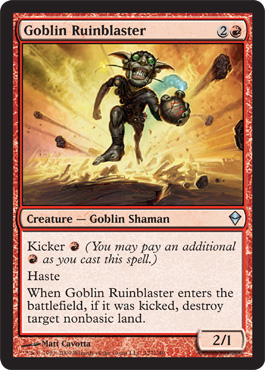 Goblin Ruinblaster 2
Creature — Goblin Shaman
Kicker (You may pay an additional
as you cast this spell.)
Haste
When Goblin Ruinblaster enters the
battlefield, if it was kicked, destroy
target nonbasic land.
Matt Cavotta
2/1